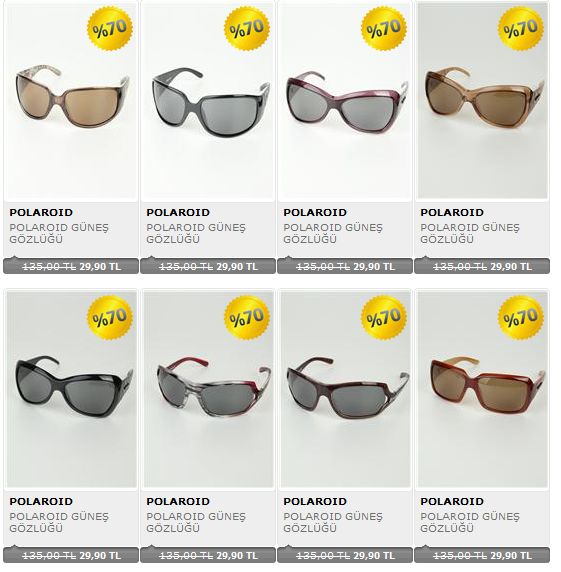 %70 %70 %70 %70
POLAROID POLAROID POLAROID POLAROID
POLAROID GÜNEŞ POLAROID GÜNEŞ POLAROID GÜNEŞ POLAROID GÜNEŞ
GÖZLÜĞÜ GÖZLÜĞÜ GÖZLÜĞÜ GÖZLÜĞÜ
135,00 TL 29,90 TL 135,00 TL 29,90 TL 135,00 TL 29,90 TL 135,00 TL 29,90 TL
%70 %70 %70 %70
POLAROID POLAROID POLAROID POLAROID
POLAROID GÜNEŞ POLAROID GÜNEŞ POLAROID GÜNEŞ POLAROID GÜNEŞ
GÖZLÜĞÜ GÖZLÜĞÜ GÖZLÜĞÜ GÖZLÜĞÜ
135,00 TL 29,90 TL 135,00 TL 29,90 TL 135,00 TL 29,90 TL 135,00 TL 29,90 TL